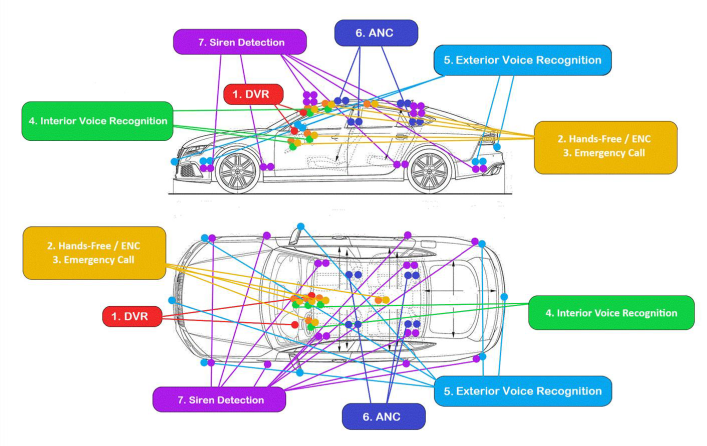 7. Siren Detection
6. ANC
5. Exterior Voice Recognition
1. DVR
4. Interior Voice Recognition
2. Hands-Free / ENC
3. Emergency Call
2. Hands-Free / ENC
3. Emergency Call
1. DVR
4. Interior Voice Recognition
7. Siren Detection
5. Exterior Voice Recognition
6. ANC